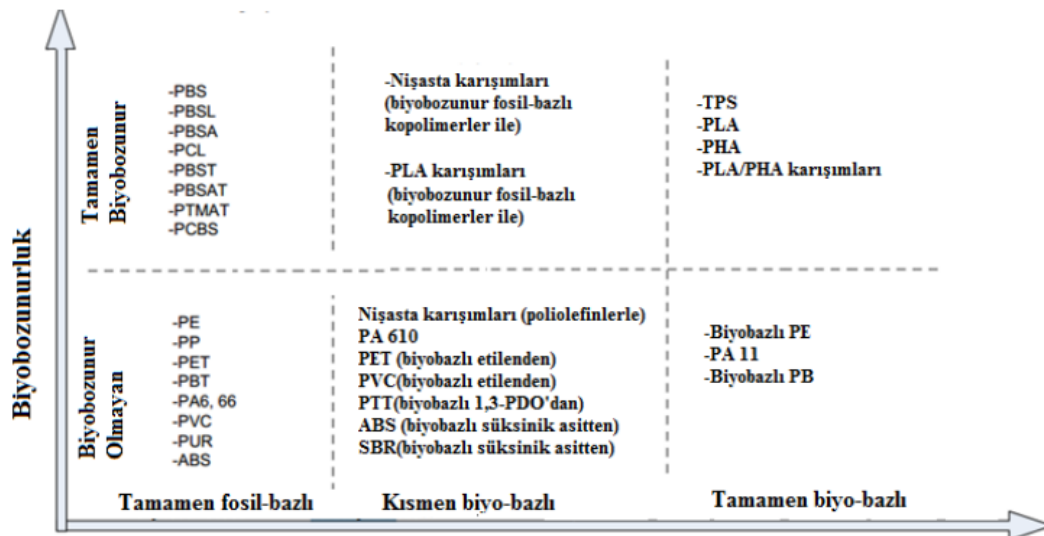 Biyobozunurluk
Tamamen
Biyobozunur
-PBS
-PBSL
-PBSA
-PCL
-PBST
-PBSAT
-PTMAT
-PCBS
-Nişasta karışımları
(biyobozunur fosil-bazlı
kopolimerler ile)
-PLA karışımları
(biyobozunur fosil-bazlı
kopolimerler ile)
-TPS
-PLA
-PHA
-PLA/PHA karışımları
Biyobozunur
Olmayan
-PE
-PP
-PET
-PBT
-PA6, 66
-PVC
-PUR
-ABS
Nişasta karışımları (poliolefinlerle)
PA 610
PET (biyobazlı etilenden)
PVC(biyobazlı etilenden)
PTT(biyobazlı 1,3-PDO'dan)
ABS (biyobazlı süksinik asitten)
SBR(biyobazlı süksinik asitten)
-Biyobazlı PE
-PA 11
-Biyobazlı PB
Tamamen fosil-bazlı
Kısmen biyo-bazlı
Tamamen biyo-bazlı